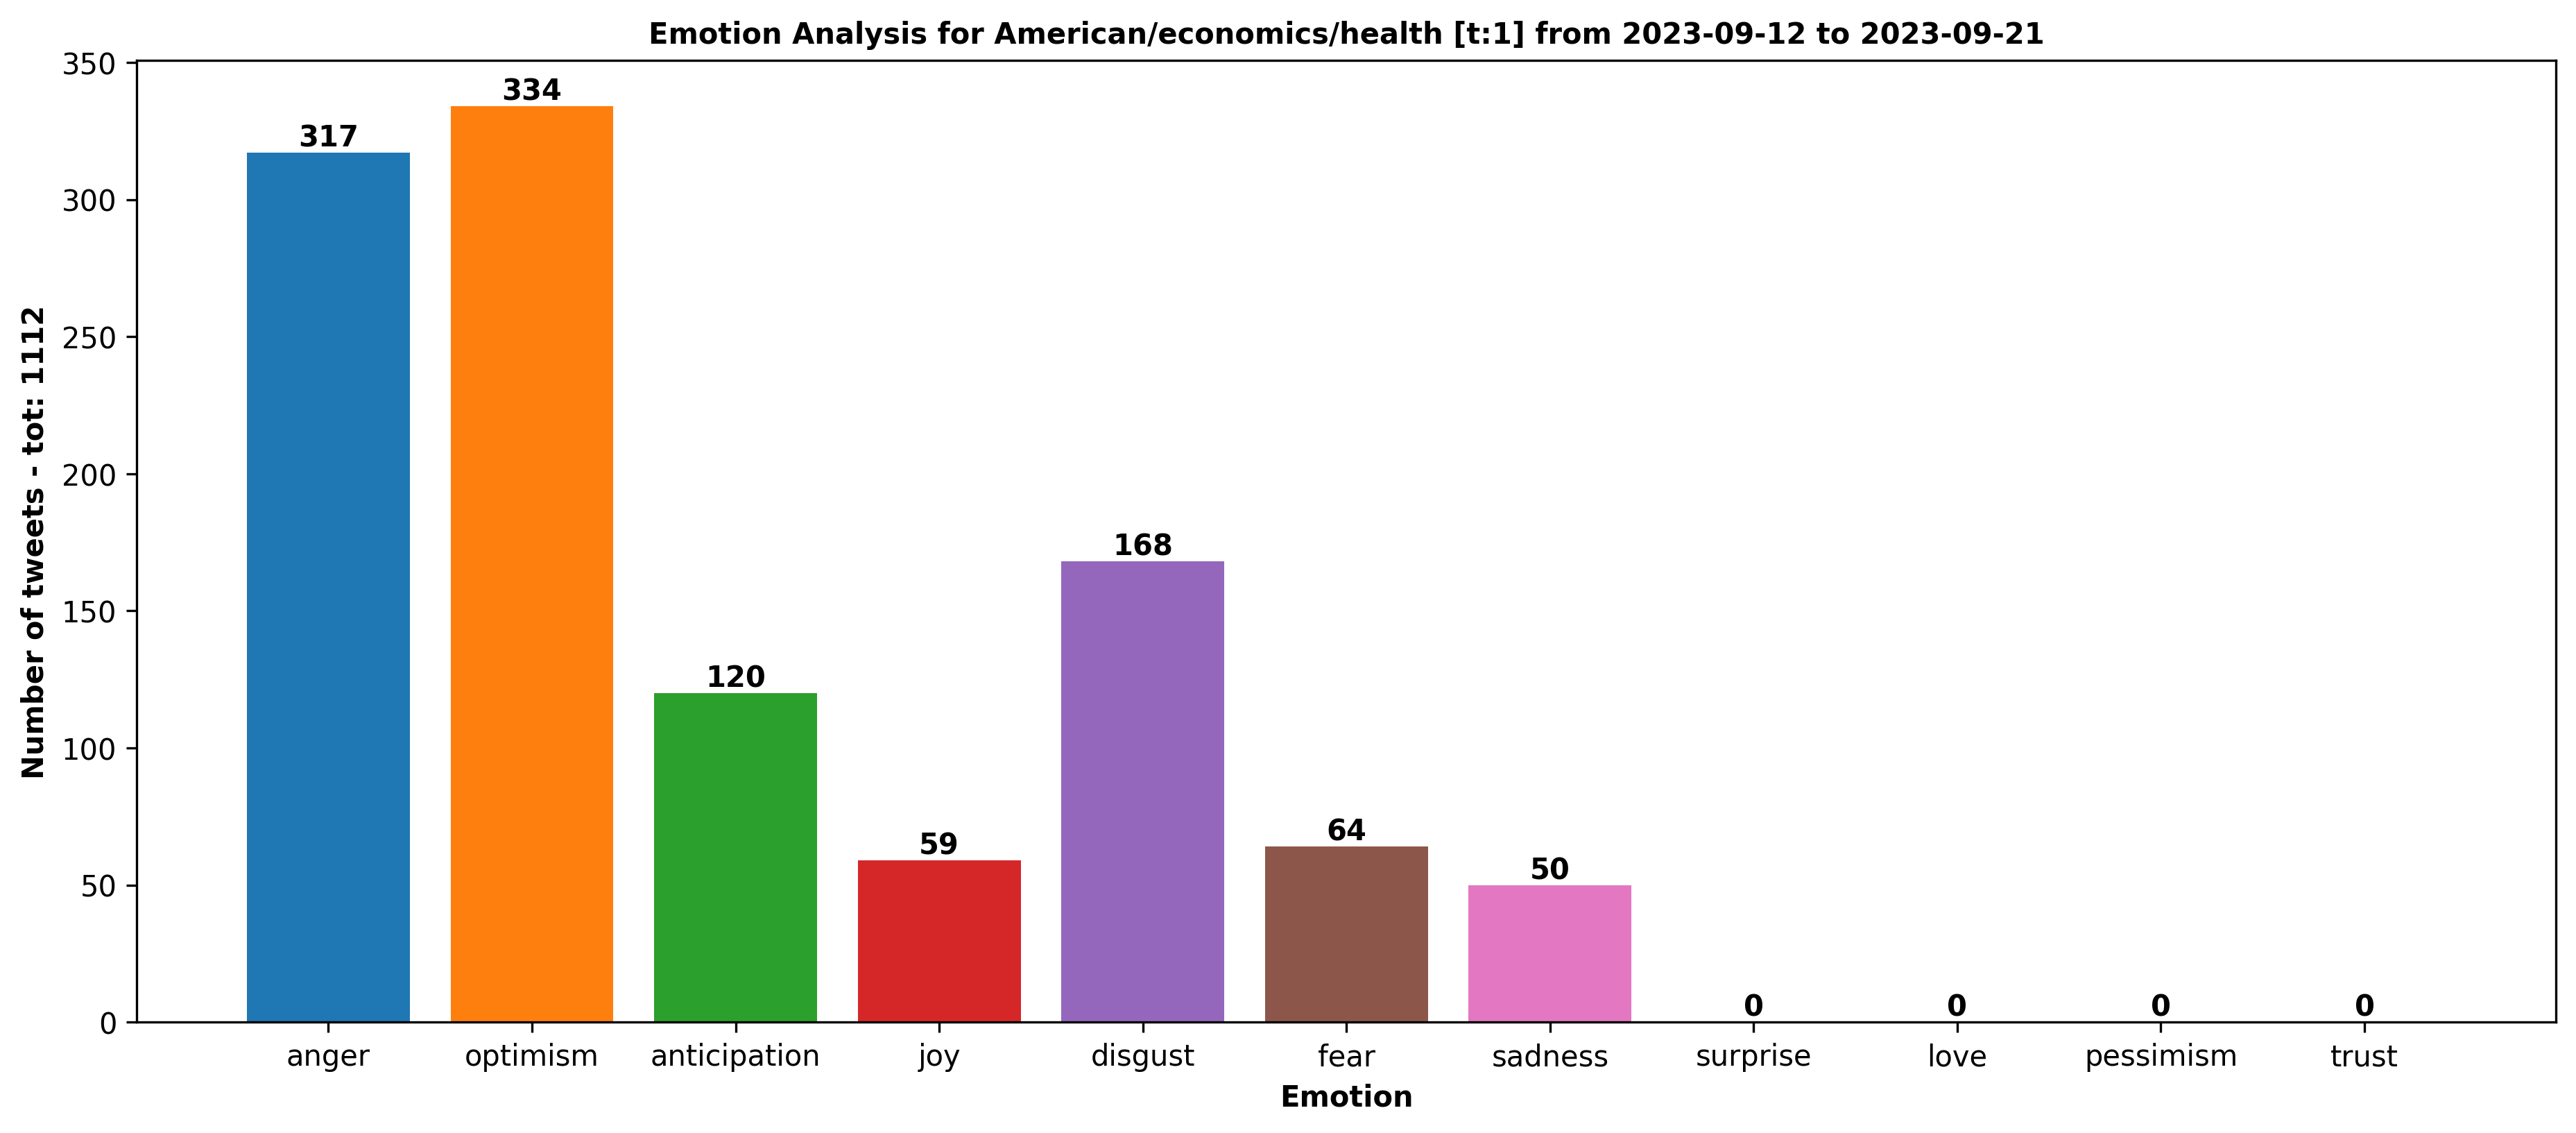 Emotion Analysis for American/economics/health [t:1] from 2023-09-12 to 2023-09-21
Number of tweets - tot: 1112
350
300
250
200
150
100
50
0
317
334
120
59
168
64
50
0
0
0
0
anger
optimism
anticipation
joy
disgust
fear
sadness
surprise
love
pessimism
trust
Emotion